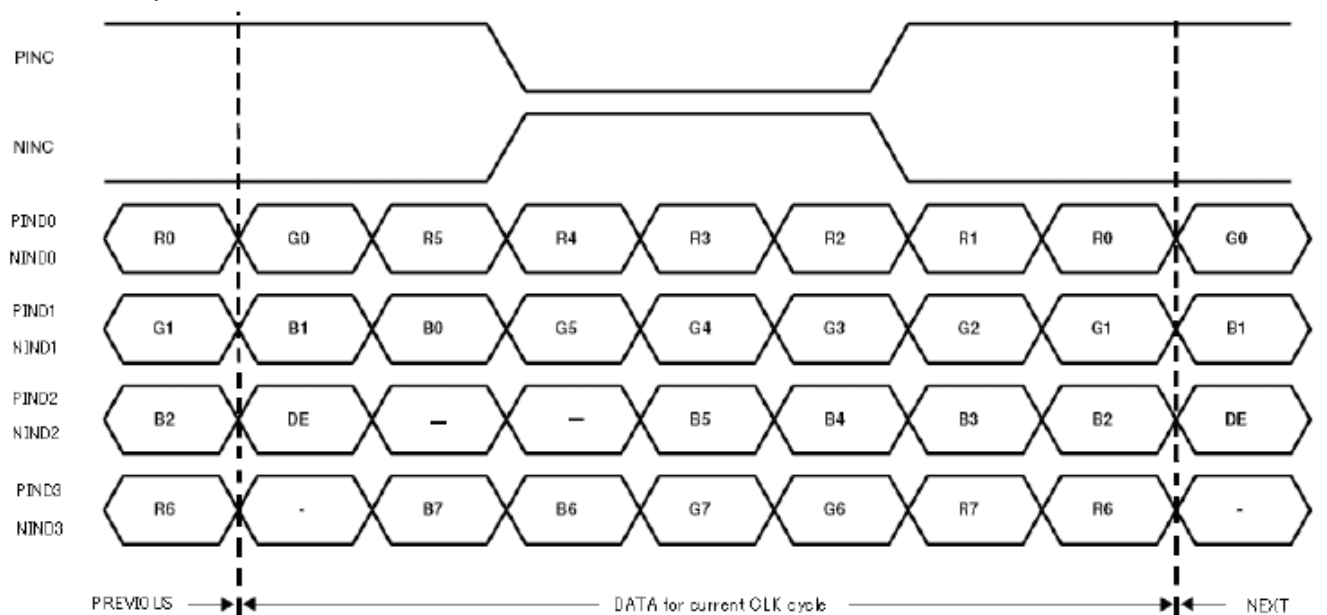 PINC
NINC
PIND0
R0 G0 R5 R4 R3 R2 R1 R0 G0
NIND0
PIND1
G1 B1 B0 G5 G4 G3 G2 G1 B1
NIND1
PIND2
B2 DE — — B5 B4 B3 B2 DE
NIND2
PIND3
R6 - B7 B6 G7 G6 R7 R6 -
NIND3
PREVIOUS DATA for current CLK cycle NEXT